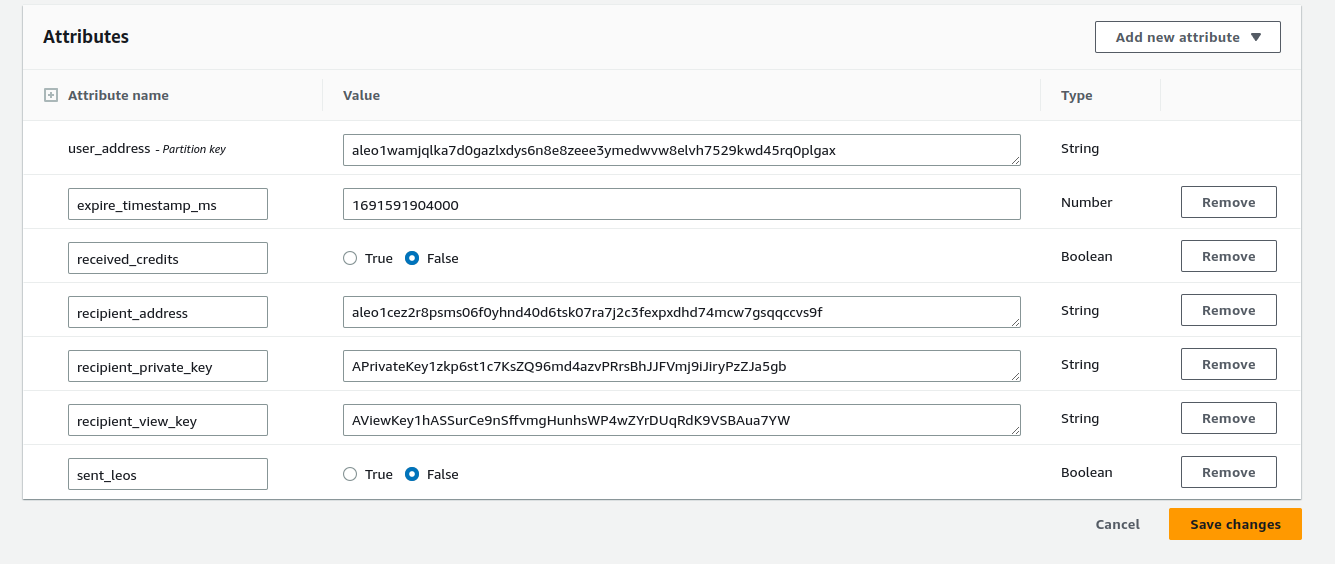 Attributes
Add new attribute
Attribute name Value Type
user_address - Partition key aleo1wamjqlka7d0gazlxdys6n8e8zeee3ymedwvw8elvh7529kwd45rq0plgax String
expire_timestamp_ms 1691591904000 Number Remove
received_credits True False Boolean Remove
recipient_address aleo1cez2r8psms06f0yhnd40d6tsk07ra7j2c3fexpxdhd74mcw7gsqqccvs9f String Remove
recipient_private_key APrivateKey1zkp6st1c7KsZQ96md4azvPRrsBhJJFVmj9iJiryPzZJa5gb String Remove
recipient_view_key AViewKey1hASSurCe9nSffvmgHunhsWP4wZYrDUqRdK9VSBAua7YW String Remove
sent_leos True False Boolean Remove
Cancel Save changes